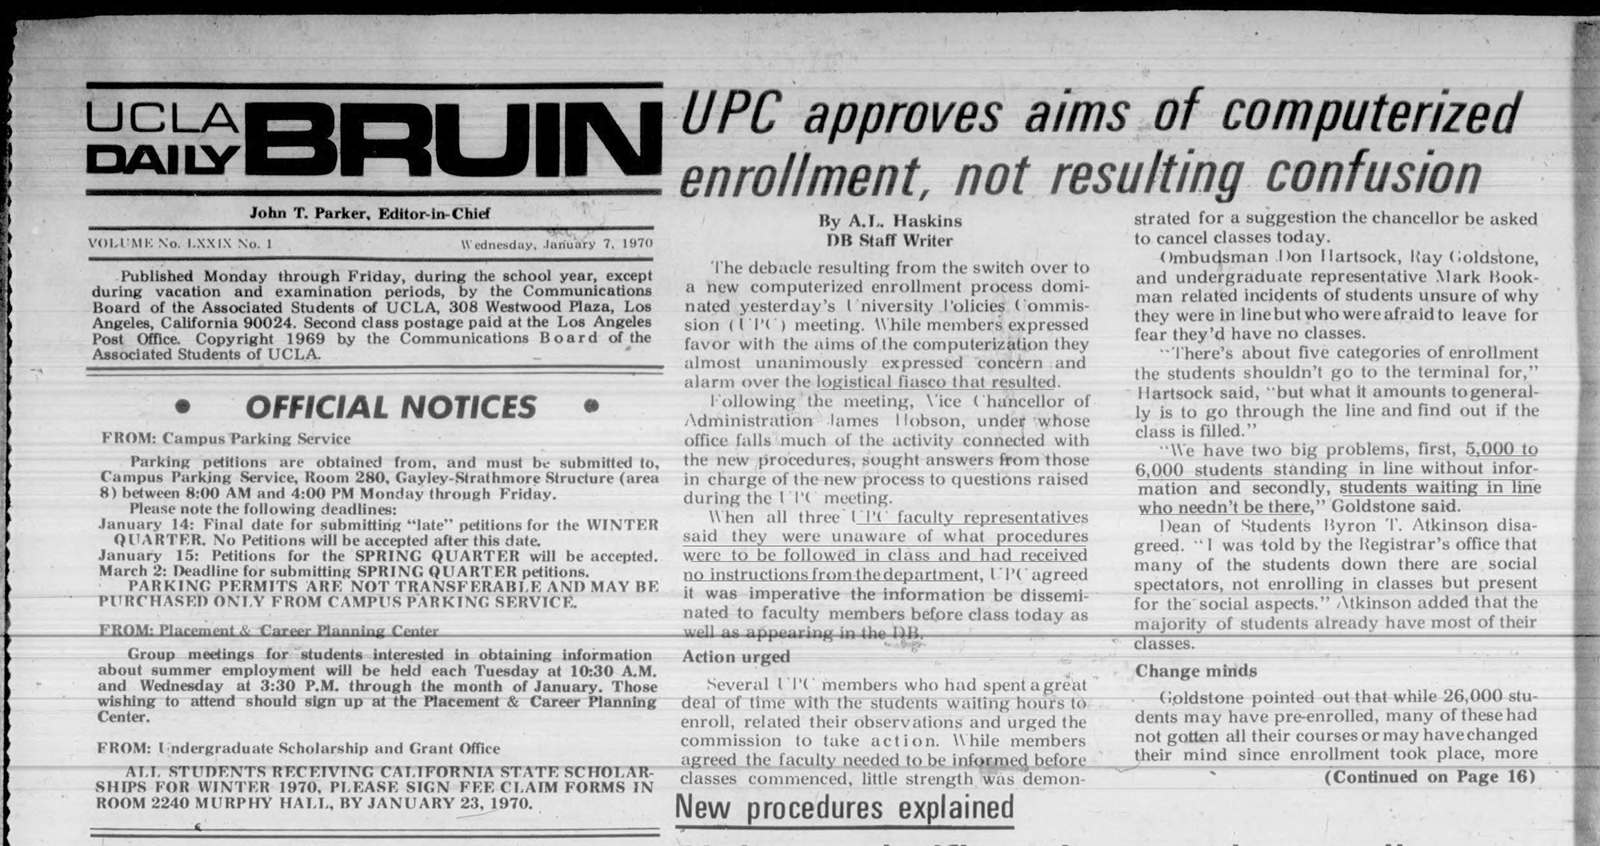 UCLA
DAILY BRUIN
John T. Parker, Editor-in-Chief
VOLUME No. LXXIX No. 1 Wednesday, January 7, 1970
Published Monday through Friday, during the school year, except
during vacation and examination periods, by the Communications
Board of the Associated Students of UCLA, 308 Westwood Plaza, Los
Angeles, California 90024. Second class postage paid at the Los Angeles
Post Office. Copyright 1969 by the Communications Board of the
Associated Students of UCLA.
• OFFICIAL NOTICES •
FROM: Campus Parking Service
Parking petitions are obtained from, and must be submitted to,
Campus Parking Service, Room 280, Gayley-Strathmore Structure (area
8) between 8:00 AM and 4:00 PM Monday through Friday.
Please note the following deadlines:
January 14: Final date for submitting “late” petitions for the WINTER
QUARTER. No Petitions will be accepted after this date.
January 15: Petitions for the SPRING QUARTER will be accepted.
March 2: Deadline for submitting SPRING QUARTER petitions.
PARKING PERMITS ARE NOT TRANSFERABLE AND MAY BE
PURCHASED ONLY FROM CAMPUS PARKING SERVICE.
FROM: Placement & Career Planning Center
Group meetings for students interested in obtaining information
about summer employment will be held each Tuesday at 10:30 A.M.
and Wednesday at 3:30 P.M. through the month of January. Those
wishing to attend should sign up at the Placement & Career Planning
Center.
FROM: Undergraduate Scholarship and Grant Office
ALL STUDENTS RECEIVING CALIFORNIA STATE SCHOLAR-
SHIPS FOR WINTER 1970, PLEASE SIGN FEE CLAIM FORMS IN
ROOM 2240 MURPHY HALL, BY JANUARY 23, 1970.
UPC approves aims of computerized
enrollment, not resulting confusion
By A.L. Haskins
DB Staff Writer
The debacle resulting from the switch over to
a new computerized enrollment process domi-
nated yesterday's University Policies Commis-
sion (UPC) meeting. While members expressed
favor with the aims of the computerization they
almost unanimously expressed concern and
alarm over the logistical fiasco that resulted.
Following the meeting, Vice Chancellor of
Administration James Hobson, under whose
office falls much of the activity connected with
the new procedures, sought answers from those
in charge of the new process to questions raised
during the UPC meeting.
When all three UPC faculty representatives
said they were unaware of what procedures
were to be followed in class and had received
no instructions from the department, UPC agreed
it was imperative the information be dissemi-
nated to faculty members before class today as
well as appearing in the DB.
Action urged
Several UPC members who had spent a great
deal of time with the students waiting hours to
enroll, related their observations and urged the
commission to take action. While members
agreed the faculty needed to be informed before
classes commenced, little strength was demon-
strated for a suggestion the chancellor be asked
to cancel classes today.
Ombudsman Don Hartsock, Ray Goldstone,
and undergraduate representative Mark Book-
man related incidents of students unsure of why
they were in line but who were afraid to leave for
fear they'd have no classes.
“There's about five categories of enrollment
the students shouldn't go to the terminal for,”
Hartsock said, “but what it amounts to general-
ly is to go through the line and find out if the
class is filled.”
“We have two big problems, first, 5,000 to
6,000 students standing in line without infor-
mation and secondly, students waiting in line
who needn't be there,” Goldstone said.
Dean of Students Byron T. Atkinson disa-
greed. “I was told by the Registrar's office that
many of the students down there are social
spectators, not enrolling in classes but present
for the social aspects.” Atkinson added that the
majority of students already have most of their
classes.
Change minds
Goldstone pointed out that while 26,000 stu-
dents may have pre-enrolled, many of these had
not gotten all their courses or may have changed
their mind since enrollment took place, more
(Continued on Page 16)
New procedures explained